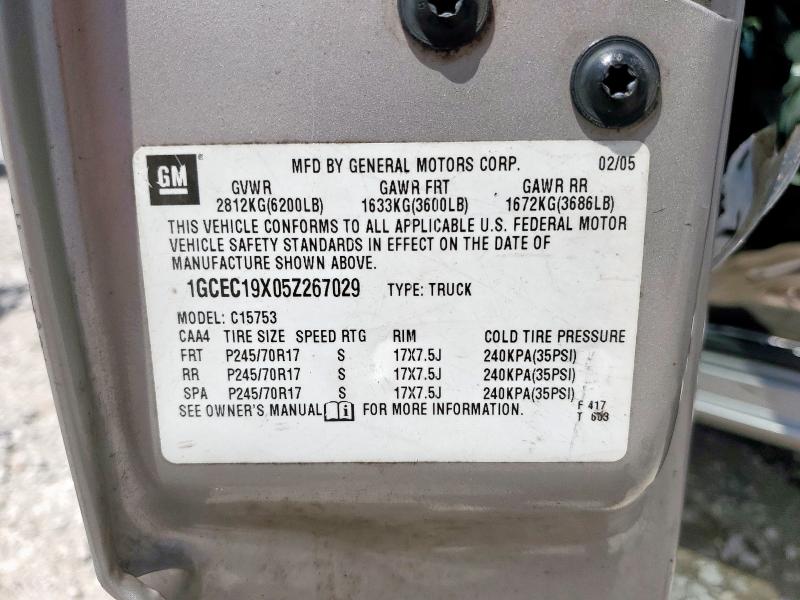 GM ®
MFD BY GENERAL MOTORS CORP. 02/05
GVWR GAWR FRT GAWR RR
2812KG(6200LB) 1633KG(3600LB) 1672KG(3686LB)
THIS VEHICLE CONFORMS TO ALL APPLICABLE U.S. FEDERAL MOTOR
VEHICLE SAFETY STANDARDS IN EFFECT ON THE DATE OF
MANUFACTURE SHOWN ABOVE.
1GCEC19X05Z267029 TYPE: TRUCK
MODEL: C15753
CAA4 TIRE SIZE SPEED RTG RIM COLD TIRE PRESSURE
FRT P245/70R17 S 17X7.5J 240KPA(35PSI)
RR P245/70R17 S 17X7.5J 240KPA(35PSI)
SPA P245/70R17 S 17X7.5J 240KPA(35PSI)
SEE OWNER'S MANUAL i FOR MORE INFORMATION.
F 417
T